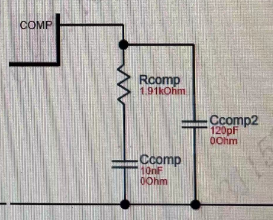 COMP
Rcomp
1.91kOhm
Ccomp2
120pF
0Ohm
Ccomp
10nF
0Ohm